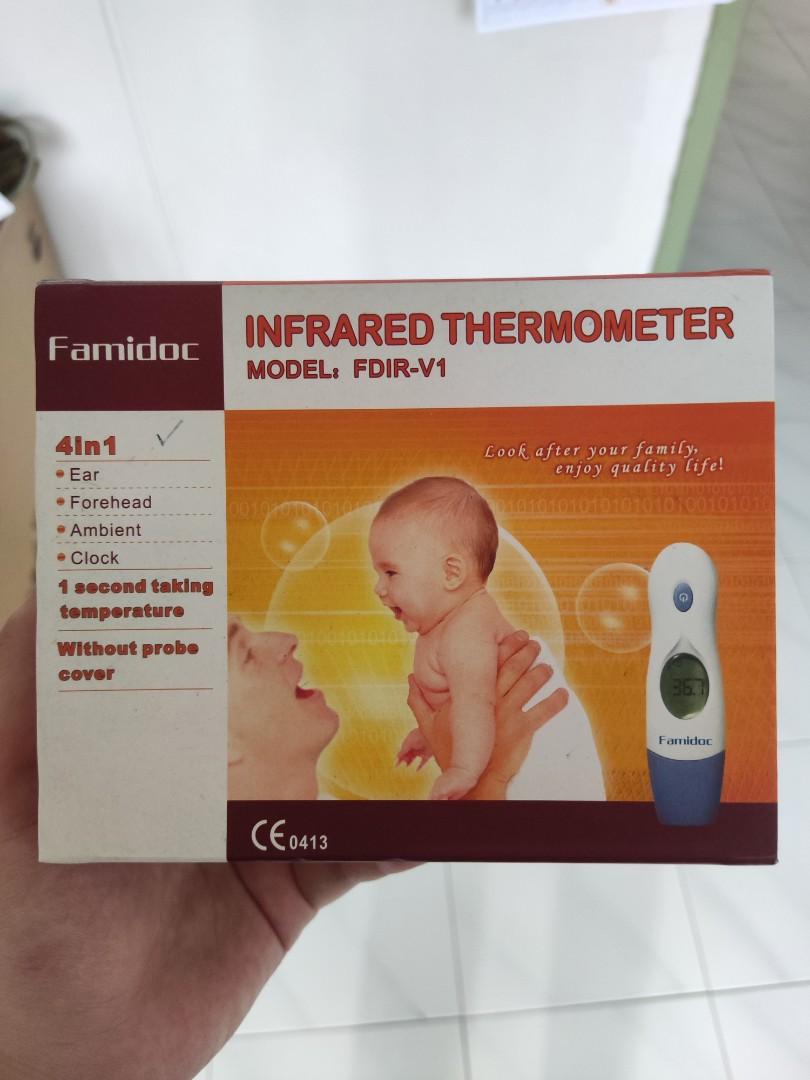 Famidoc
INFRARED THERMOMETER
MODEL: FDIR-V1
4in1
Ear
Forehead
Ambient
Clock
1 second taking
temperature
Without probe
cover
Look after your family,
enjoy quality life!
36.7
Famidoc
CE 0413